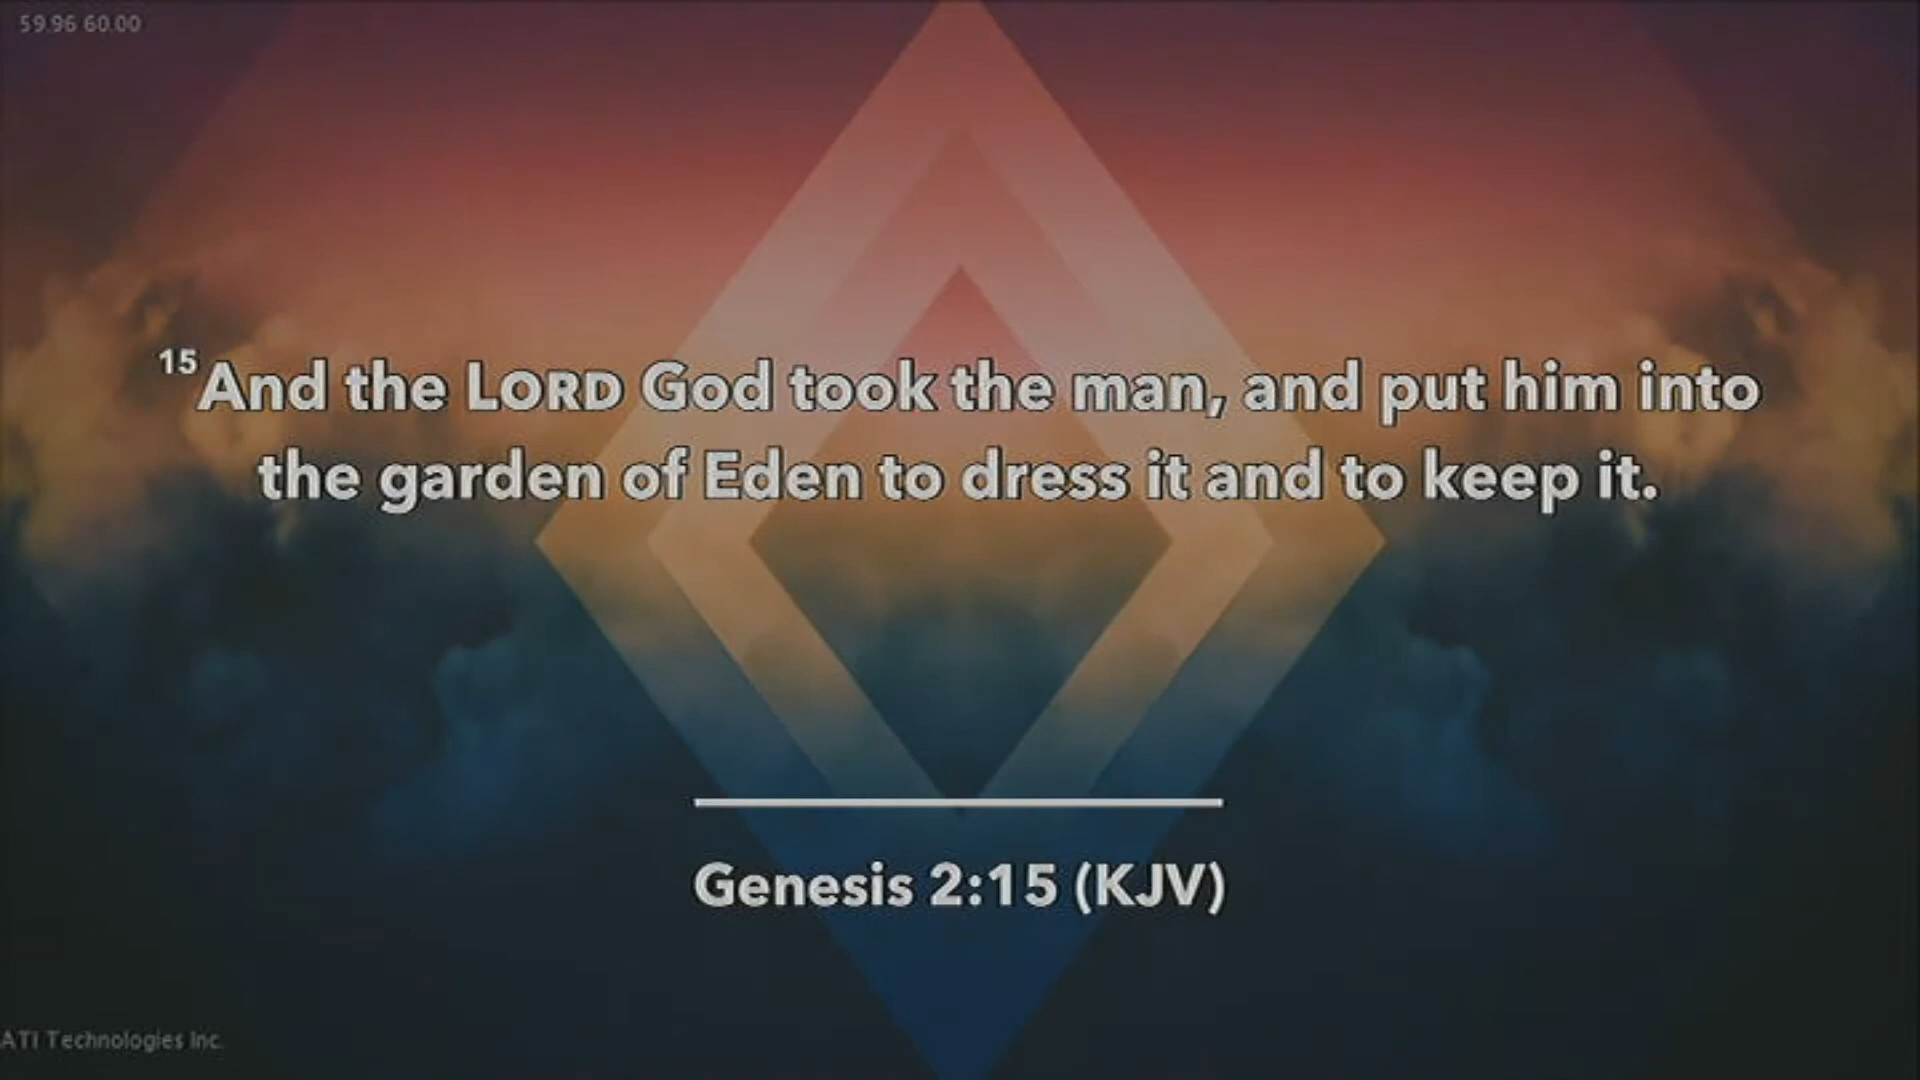 59.96 60.00
15And the LORD God took the man, and put him into
the garden of Eden to dress it and to keep it.
Genesis 2:15 (KJV)
ATI Technologies Inc.